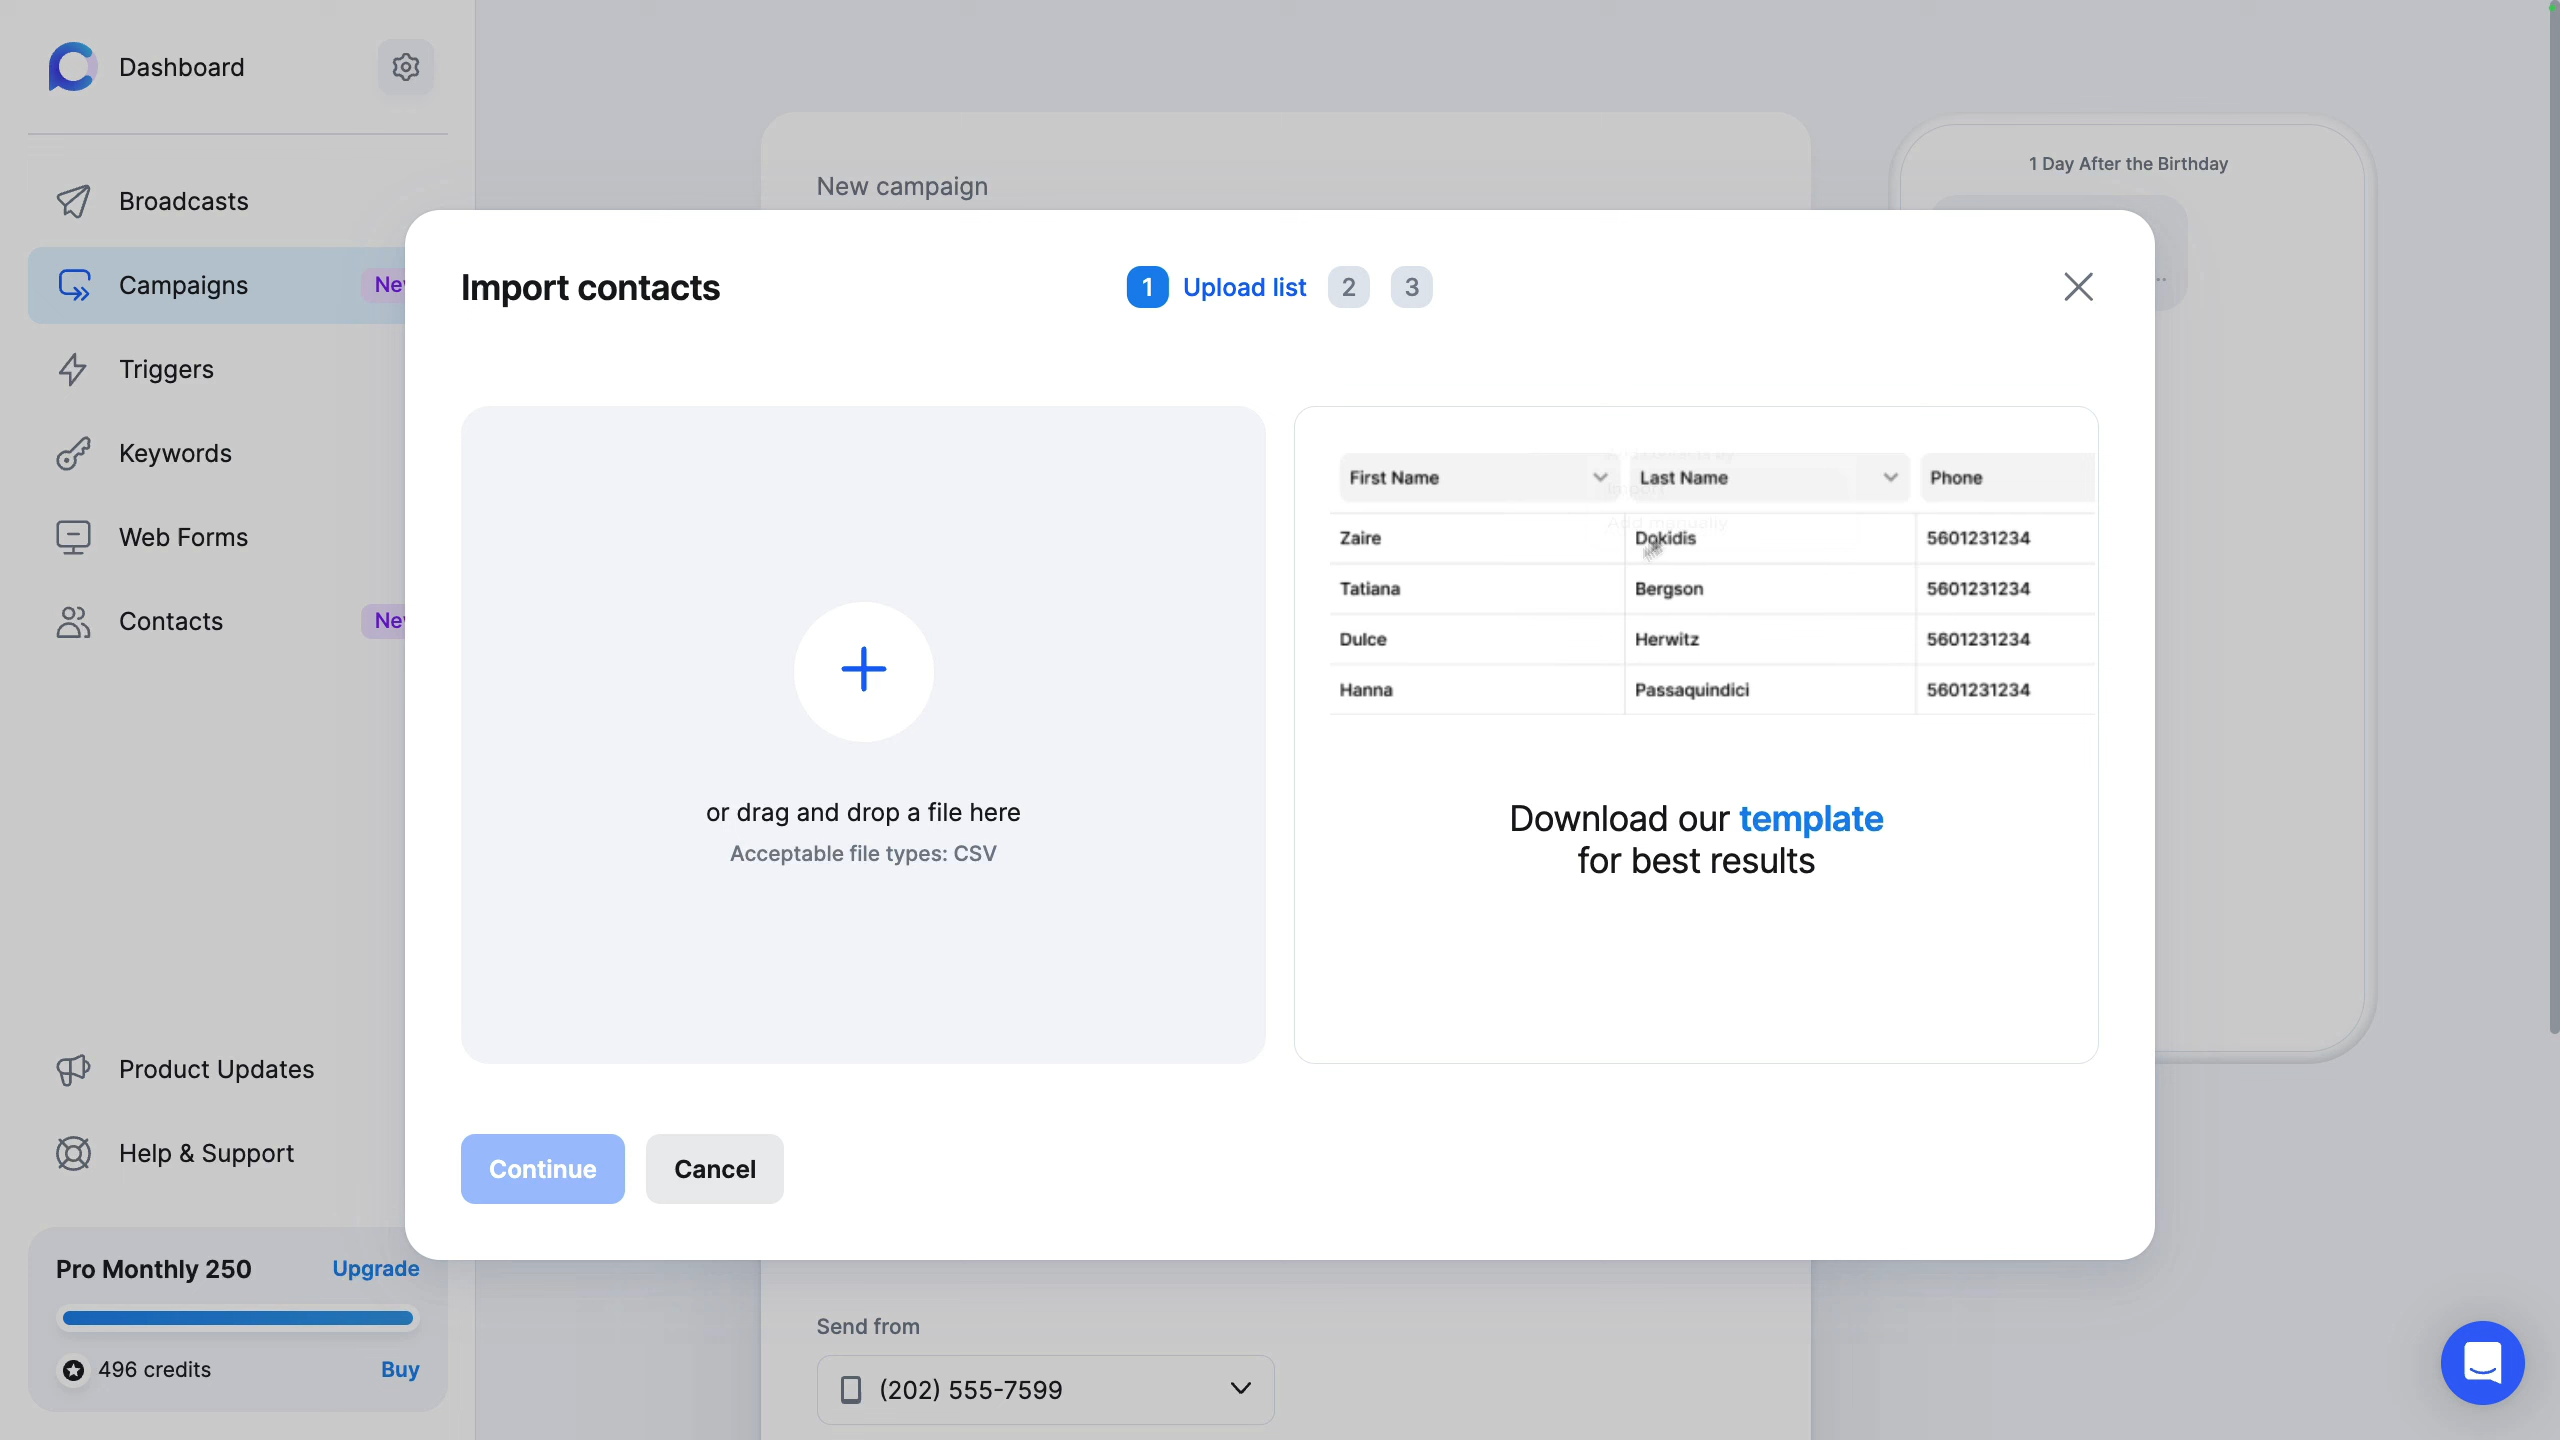 Dashboard
Broadcasts
Campaigns
Triggers
Keywords
Web Forms
Contacts
Product Updates
Help & Support
Pro Monthly 250
Upgrade
496 credits
Buy
New campaign
1 Day After the Birthday
Import contacts
1 Upload list 2 3
or drag and drop a file here
Acceptable file types: CSV
First Name Last Name Phone
Zaire Dokidis 5601231234
Tatiana Bergson 5601231234
Dulce Herwitz 5601231234
Hanna Passaquindici 5601231234
Add manually
Download our template
for best results
Continue
Cancel
Send from
(202) 555-7599